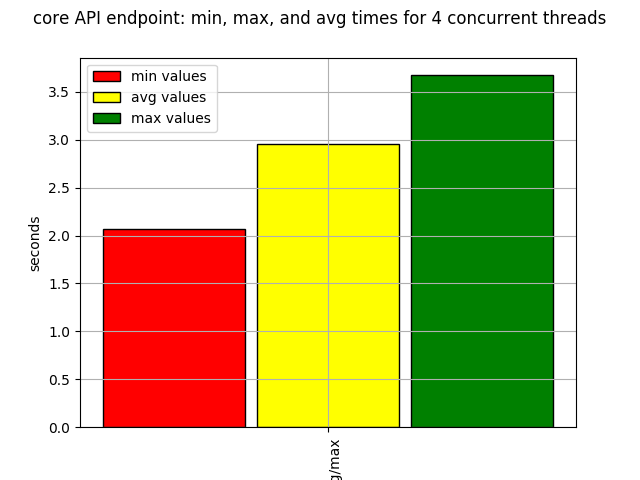 core API endpoint: min, max, and avg times for 4 concurrent threads
min values
avg values
max values
seconds
3.5
3.0
2.5
2.0
1.5
1.0
0.5
0.0
g/max